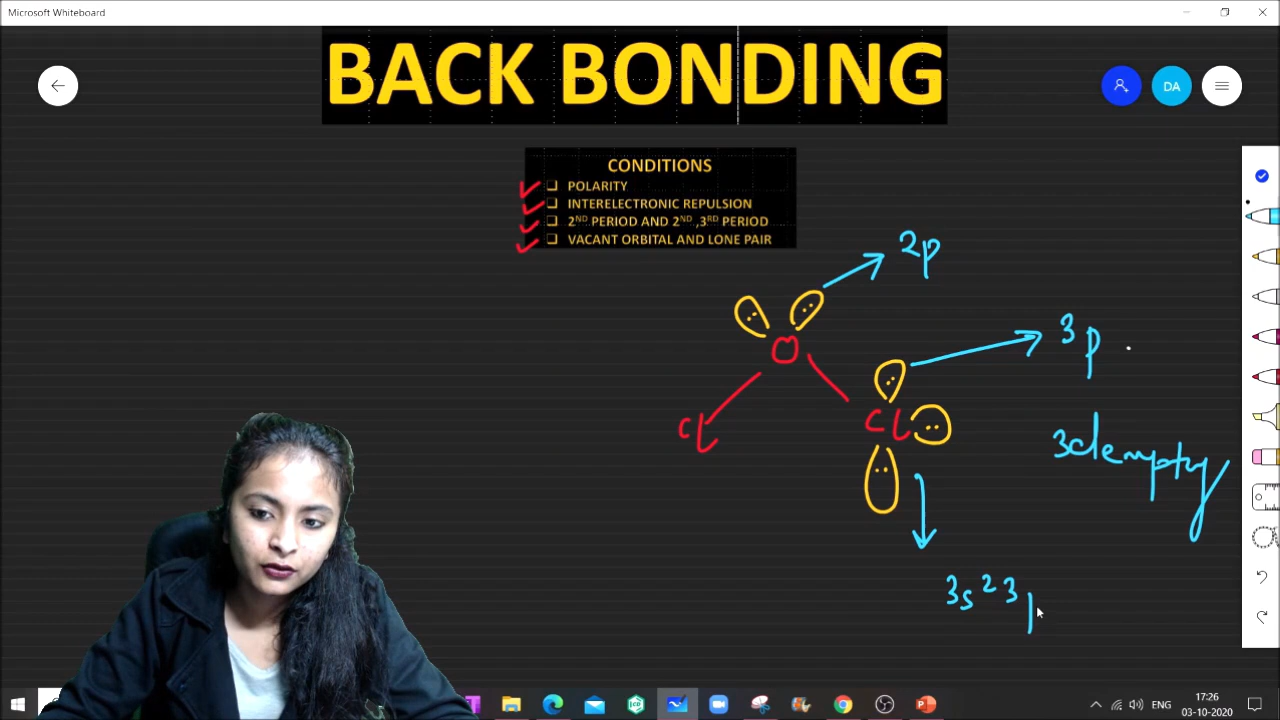 Microsoft Whiteboard
BACK BONDING
DA
CONDITIONS
POLARITY
INTERELECTRONIC REPULSION
2ND PERIOD AND 2ND ,3RD PERIOD
VACANT ORBITAL AND LONE PAIR
2p
3p
O
Cl
Cl
3d empty
3s² 3p
ENG
17:26
03-10-2020